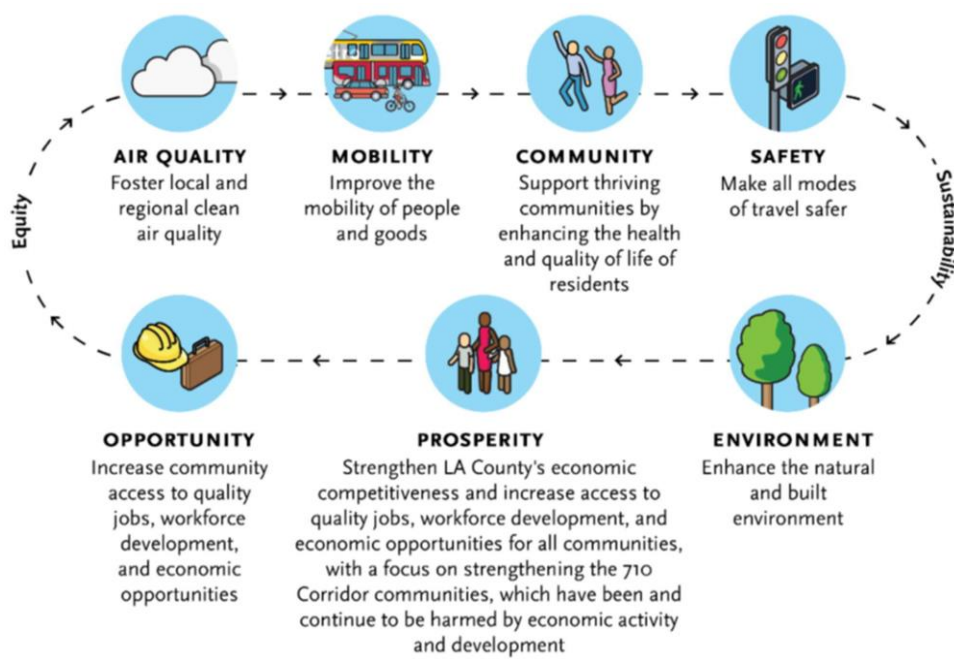 AIR QUALITY
Foster local and
regional clean
air quality
MOBILITY
Improve the
mobility of people
and goods
COMMUNITY
Support thriving
communities by
enhancing the health
and quality of life of
residents
SAFETY
Make all modes
of travel safer
Sustainability
ENVIRONMENT
Enhance the natural
and built
environment
PROSPERITY
Strengthen LA County's economic
competitiveness and increase access to
quality jobs, workforce development, and
economic opportunities for all communities,
with a focus on strengthening the 710
Corridor communities, which have been and
continue to be harmed by economic activity
and development
OPPORTUNITY
Increase community
access to quality
jobs, workforce
development,
and economic
opportunities
Equity